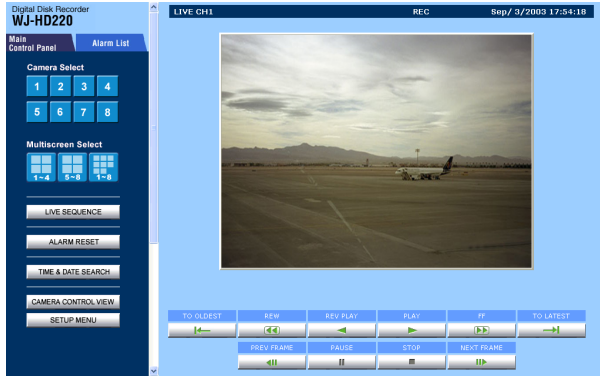 Digital Disk Recorder
WJ-HD220
Main
Control Panel
Alarm List
Camera Select
1 2 3 4
5 6 7 8
Multiscreen Select
1~4 5~8 1~8
LIVE SEQUENCE
ALARM RESET
TIME & DATE SEARCH
CAMERA CONTROL VIEW
SETUP MENU
LIVE CH1 REC Sep/ 3/2003 17:54:18
TO OLDEST REW REV PLAY PLAY FF TO LATEST
PREV FRAME PAUSE STOP NEXT FRAME